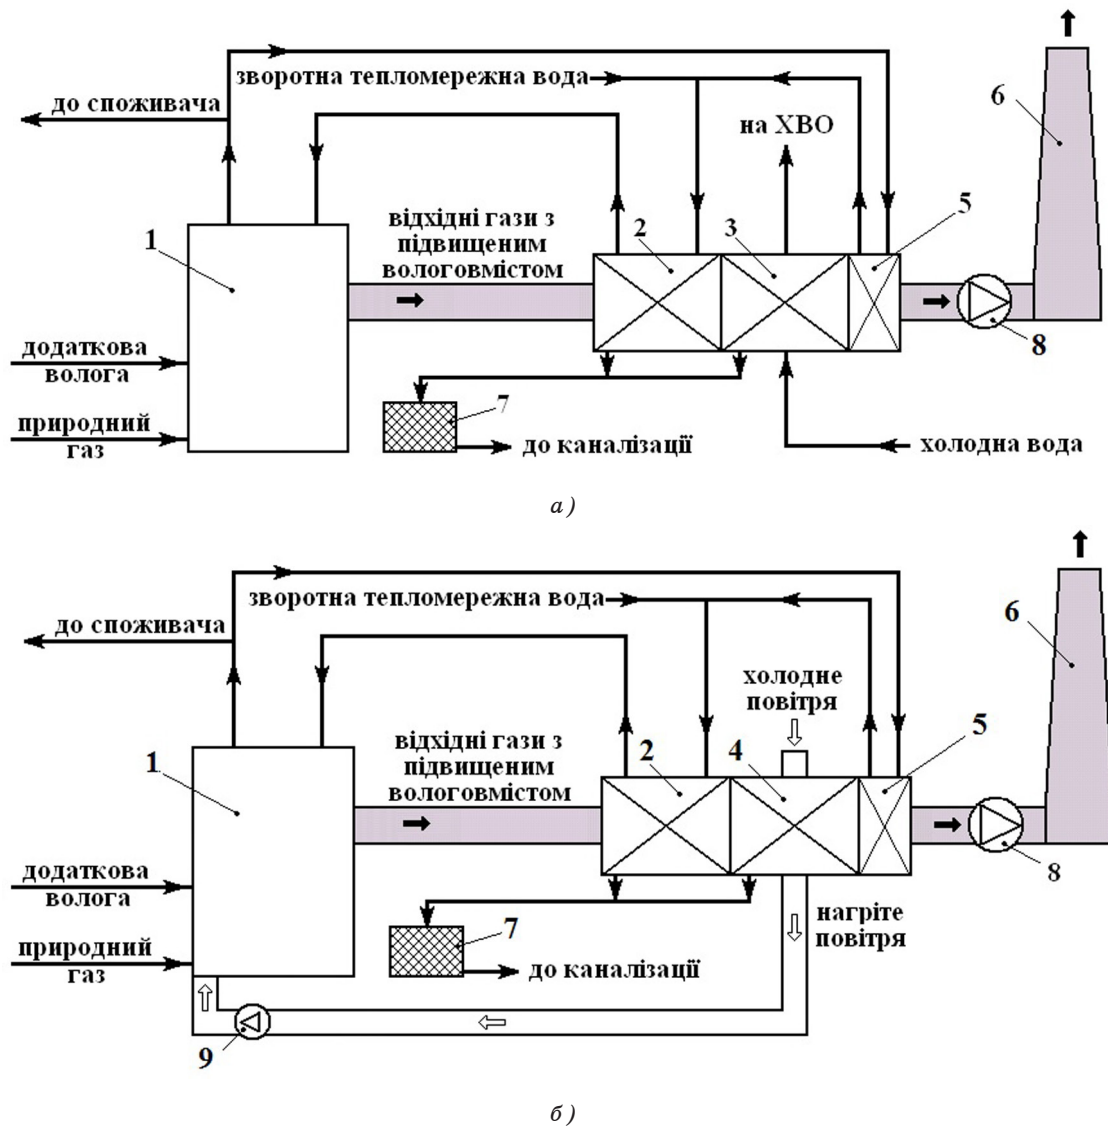 зворотна тепломережна вода
до споживача
на ХВО
6
1
відхідні гази з
підвищеним
вологовмістом
2
3
5
додаткова
волога
8
природний
газ
7
до каналізації
холодна вода
а)
зворотна тепломережна вода
до споживача
6
холодне
повітря
1
відхідні гази з
підвищеним
вологовмістом
2
4
5
додаткова
волога
8
природний
газ
7
до каналізації
нагріте
повітря
9
б)